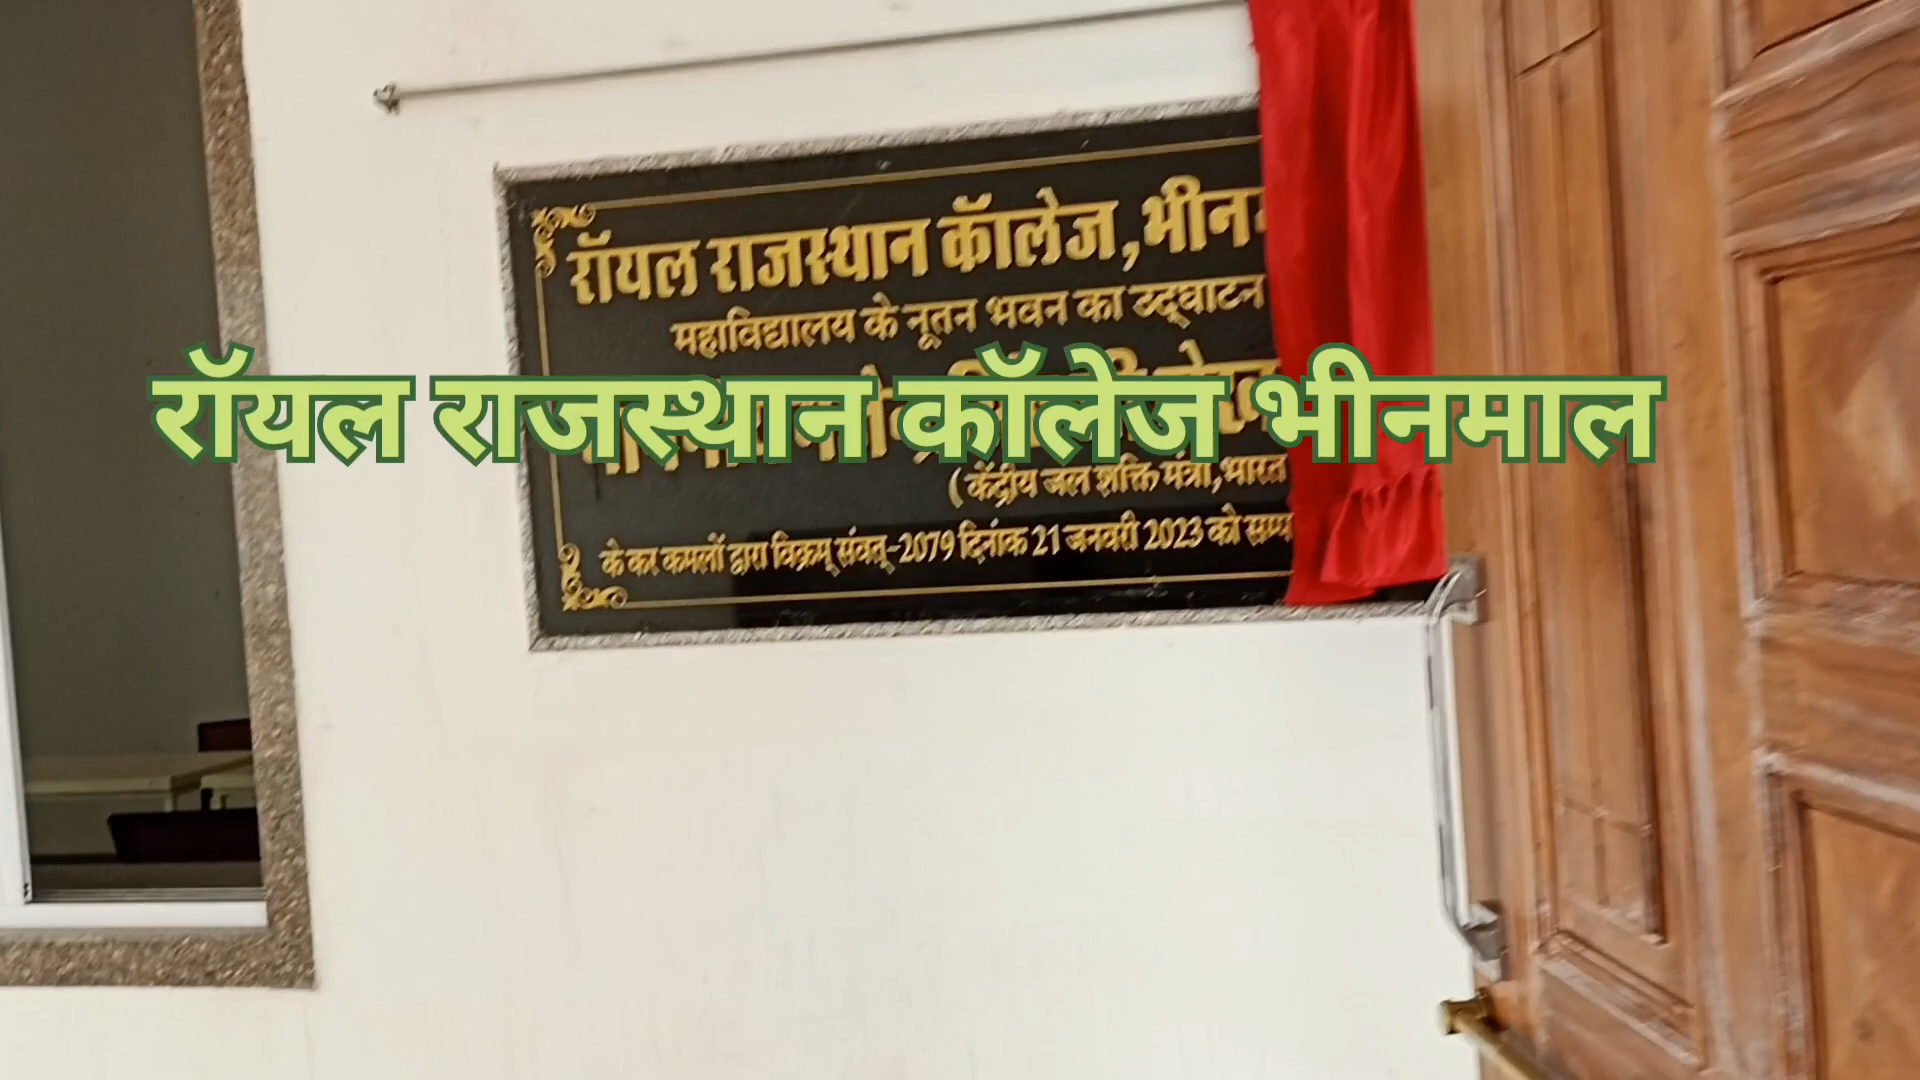 रॉयल राजस्थान कॉलेज, भीन
महाविद्यालय के नूतन भवन का उद्घाटन
रॉयल राजस्थान कॉलेज भीनमाल
(केंद्रीय जल शक्ति मंत्री, भारत
के कर कमलों द्वारा विक्रम् संवत्-2079 दिनांक 21 जनवरी 2023 को सम्प